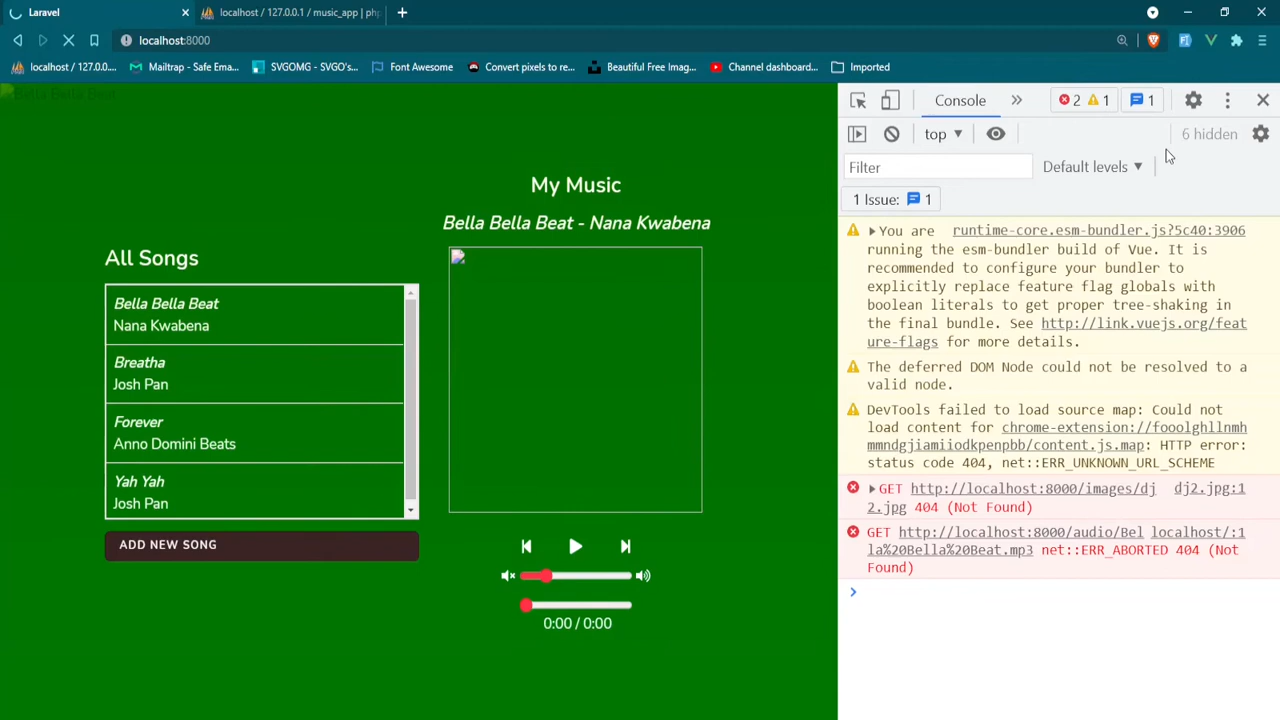 Laravel
localhost / 127.0.0.1 / music_app | ph
localhost:8000
localhost / 127.0.0....
Mailtrap - Safe Ema...
SVGOMG - SVGO's...
Font Awesome
Convert pixels to re...
Beautiful Free Imag...
Channel dashboard...
Imported
Bella Bella Beat
My Music
Bella Bella Beat - Nana Kwabena
All Songs
Bella Bella Beat
Nana Kwabena
Breatha
Josh Pan
Forever
Anno Domini Beats
Yah Yah
Josh Pan
ADD NEW SONG
0:00 / 0:00
Console
2
1
1
top
6 hidden
Filter
Default levels
1 Issue: 1
You are runtime-core.esm-bundler.js?5c40:3906
running the esm-bundler build of Vue. It is
recommended to configure your bundler to
explicitly replace feature flag globals with
boolean literals to get proper tree-shaking in
the final bundle. See http://link.vuejs.org/feat
ure-flags for more details.
The deferred DOM Node could not be resolved to a
valid node.
DevTools failed to load source map: Could not
load content for chrome-extension://fooolghllnmh
mmndgjiamiiodkpenpbb/content.js.map: HTTP error:
status code 404, net::ERR_UNKNOWN_URL_SCHEME
GET http://localhost:8000/images/dj dj2.jpg:1
2.jpg 404 (Not Found)
GET http://localhost:8000/audio/Bel localhost/:1
la%20Bella%20Beat.mp3 net::ERR_ABORTED 404 (Not
Found)